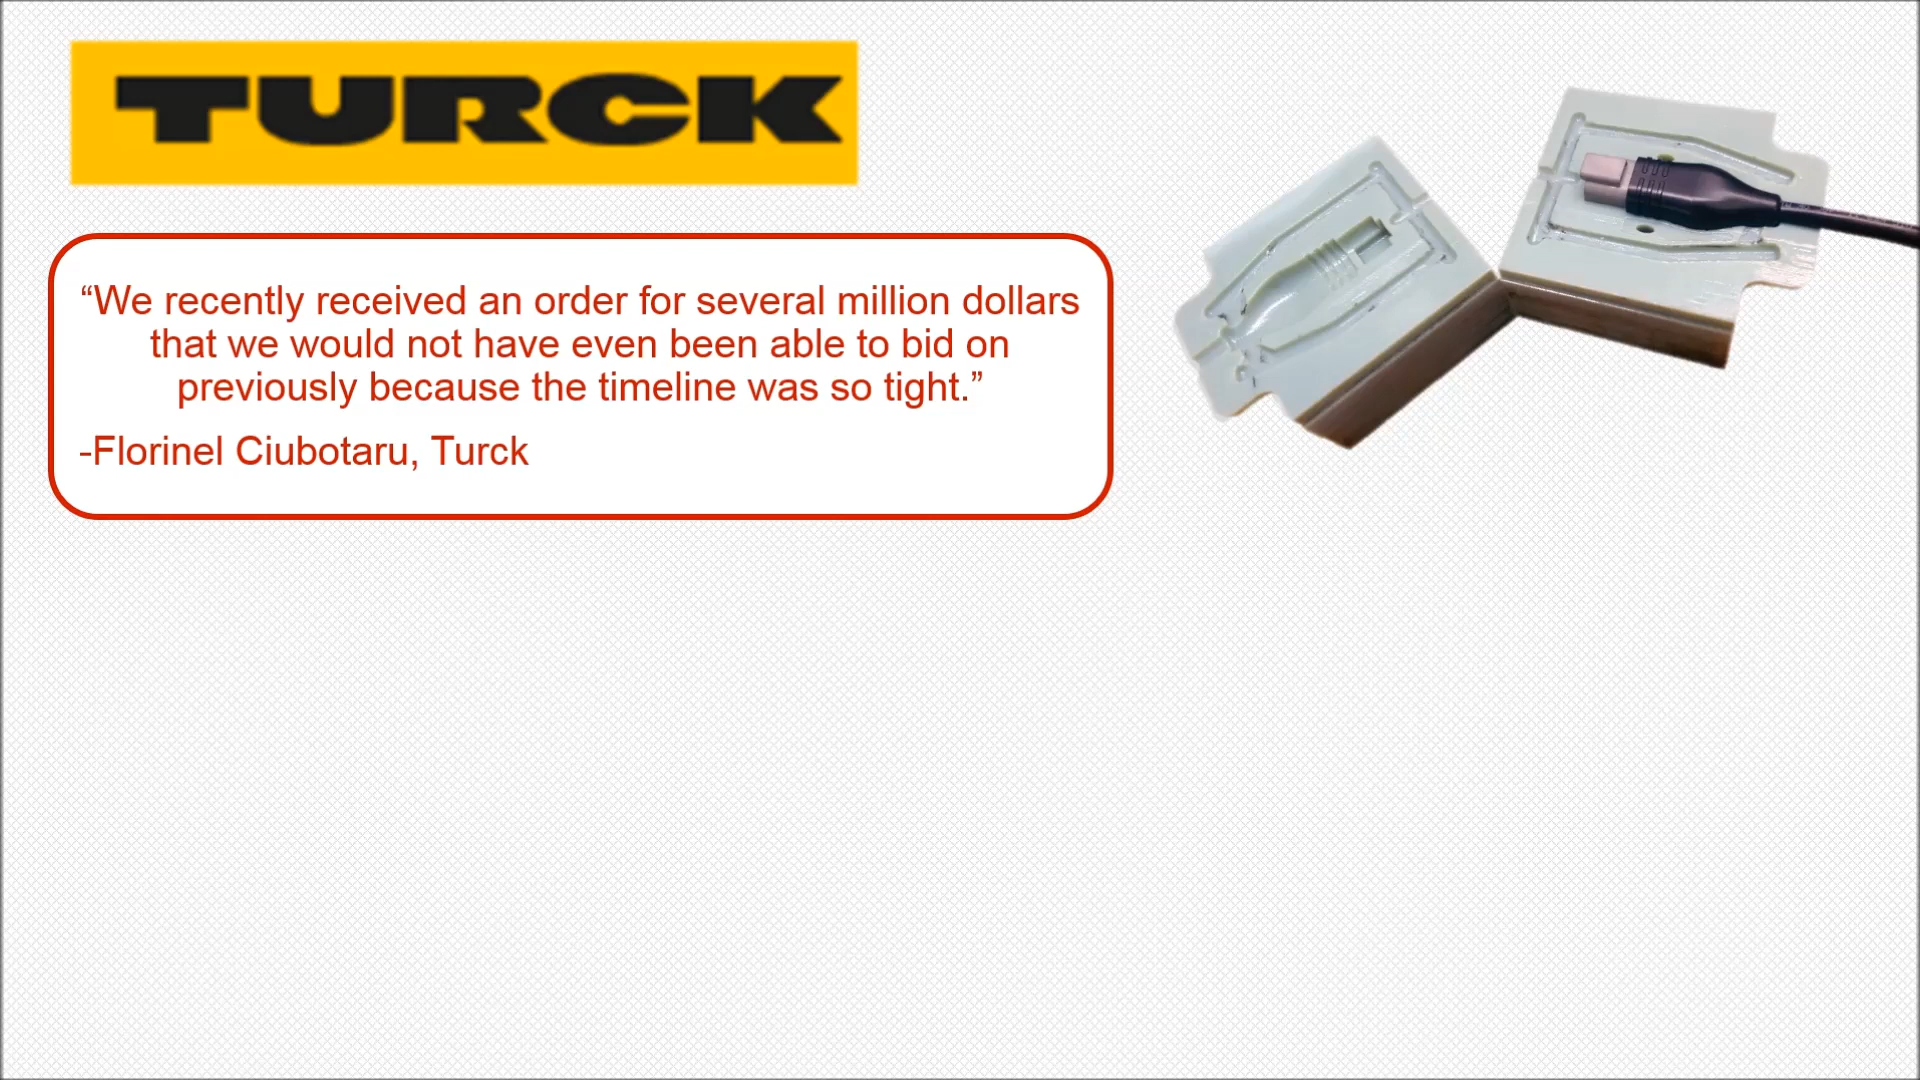 TURCK
“We recently received an order for several million dollars
that we would not have even been able to bid on
previously because the timeline was so tight.”
-Florinel Ciubotaru, Turck